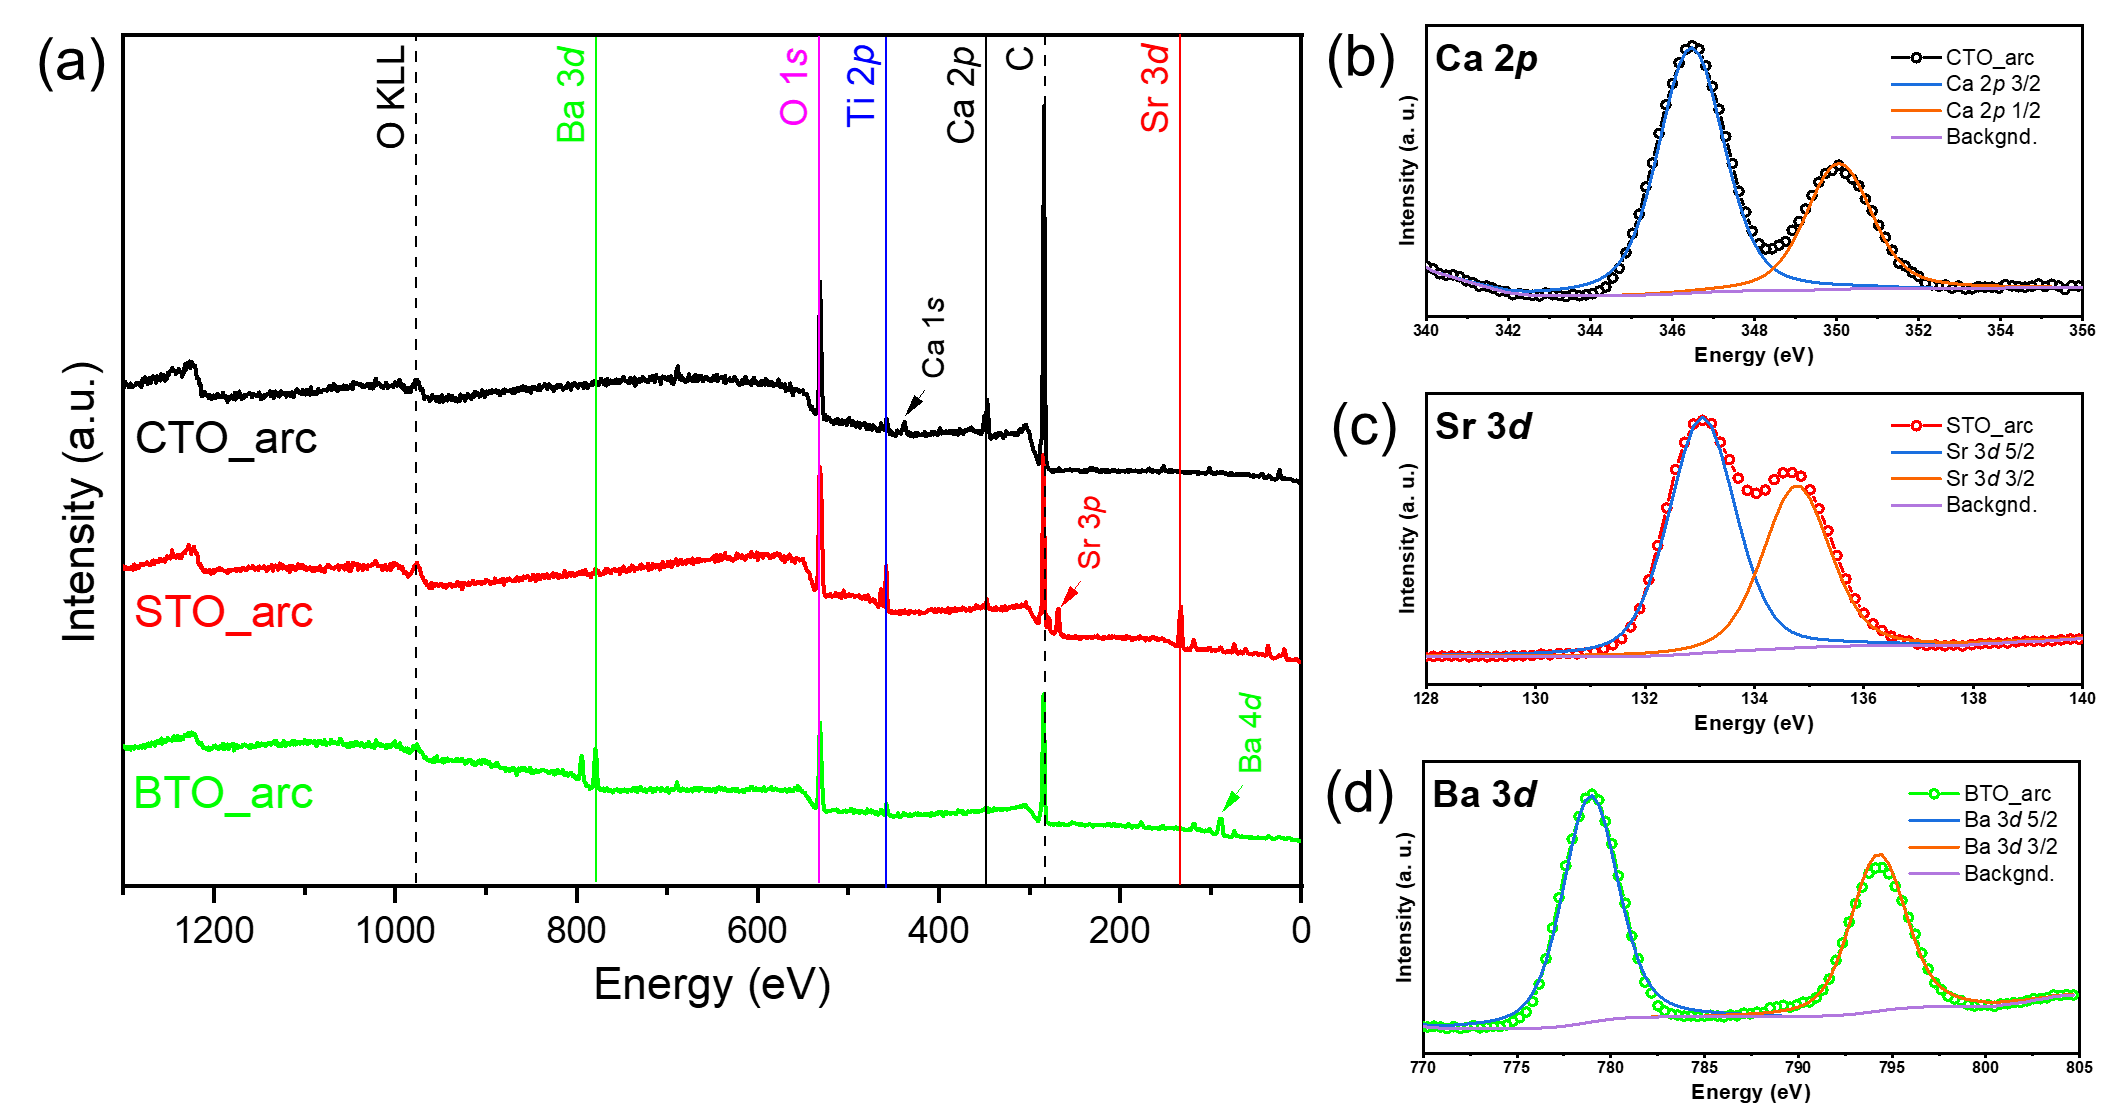 (a)
O KLL
Ba 3d
O 1s
Ti 2p
Ca 2p
C
Sr 3d
Ca 1s
CTO_arc
Sr 3p
STO_arc
Ba 4d
BTO_arc
Intensity (a.u.)
1200 1000 800 600 400 200 0
Energy (eV)
(b)
Ca 2p
CTO_arc
Ca 2p 3/2
Ca 2p 1/2
Backgnd.
Intensity (a. u.)
340 342 344 346 348 350 352 354 356
Energy (eV)
(c)
Sr 3d
STO_arc
Sr 3d 5/2
Sr 3d 3/2
Backgnd.
Intensity (a. u.)
128 130 132 134 136 138 140
Energy (eV)
(d)
Ba 3d
BTO_arc
Ba 3d 5/2
Ba 3d 3/2
Backgnd.
Intensity (a. u.)
770 775 780 785 790 795 800 805
Energy (eV)